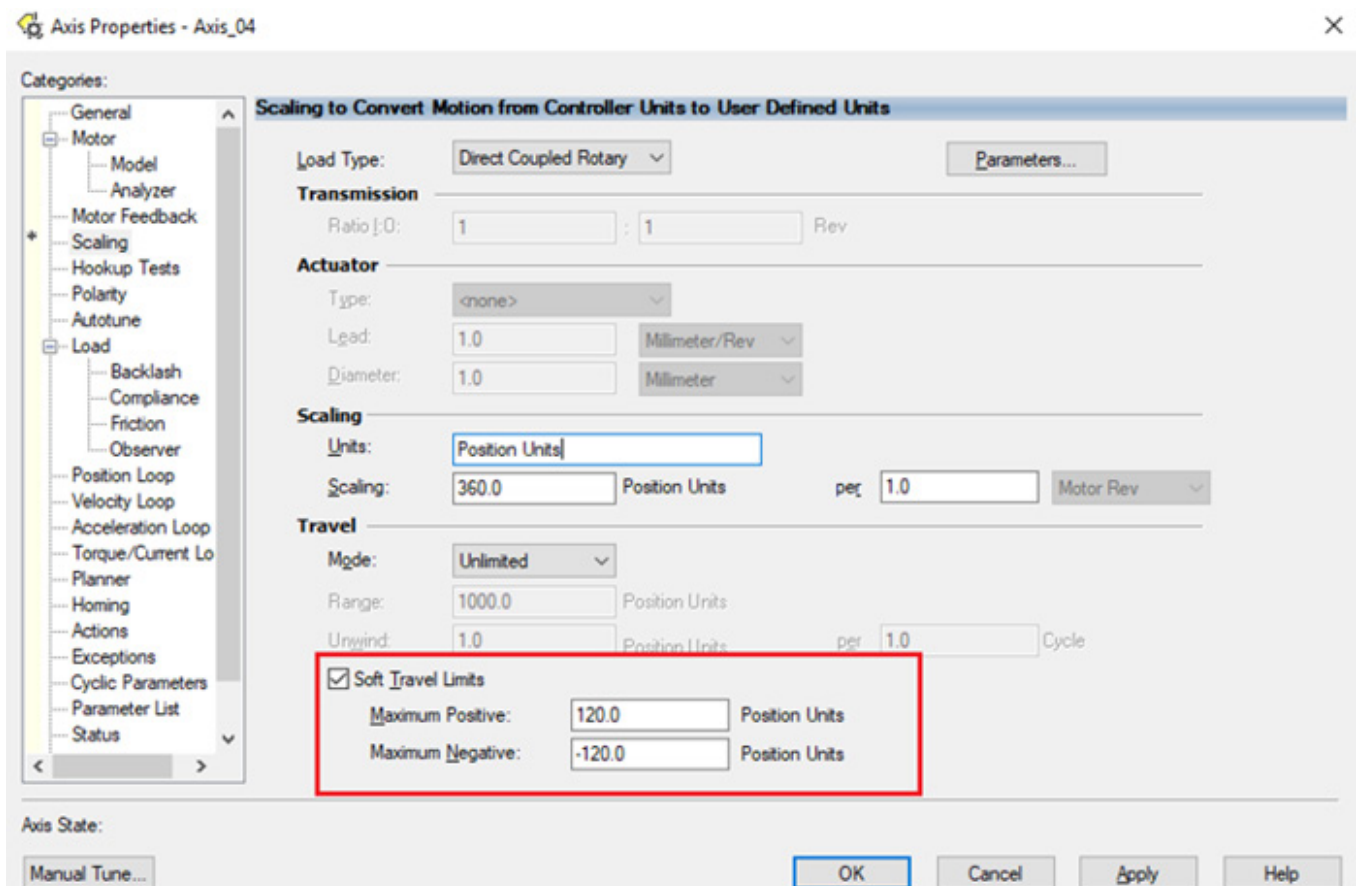 Axis Properties - Axis_04
Categories:
General
Motor
Model
Analyzer
Motor Feedback
Scaling
Hookup Tests
Polarity
Autotune
Load
Backlash
Compliance
Friction
Observer
Position Loop
Velocity Loop
Acceleration Loop
Torque/Current Lo
Planner
Homing
Actions
Exceptions
Cyclic Parameters
Parameter List
Status
Scaling to Convert Motion from Controller Units to User Defined Units
Load Type: Direct Coupled Rotary Parameters...
Transmission
Ratio I:O: 1 : 1 Rev
Actuator
Type: <none>
Lead: 1.0 Millimeter/Rev
Diameter: 1.0 Millimeter
Scaling
Units: Position Units
Scaling: 360.0 Position Units per 1.0 Motor Rev
Travel
Mode: Unlimited
Range: 1000.0 Position Units
Unwind: 1.0 Position Units per 1.0 Cycle
Soft Travel Limits
Maximum Positive: 120.0 Position Units
Maximum Negative: -120.0 Position Units
Axis State:
Manual Tune... OK Cancel Apply Help